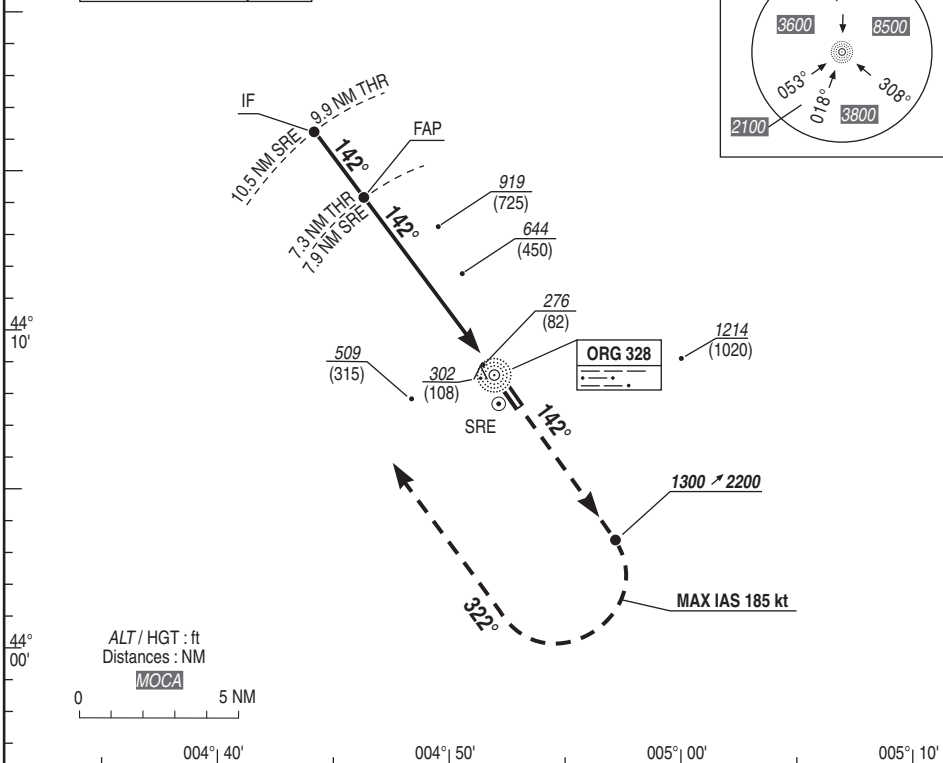 3600
8500
053°
018°
308°
3800
2100
IF
9.9 NM THR
10.5 NM SRE
142°
FAP
7.3 NM THR
7.9 NM SRE
142°
919
(725)
644
(450)
276
(82)
44°
10'
ORG 328
1214
(1020)
509
(315)
302
(108)
SRE
142°
1300 ➚ 2200
MAX IAS 185 kt
322°
ALT / HGT : ft
Distances : NM
MOCA
44°
00'
0 5 NM
004° 40' 004° 50' 005° 00' 005° 10'